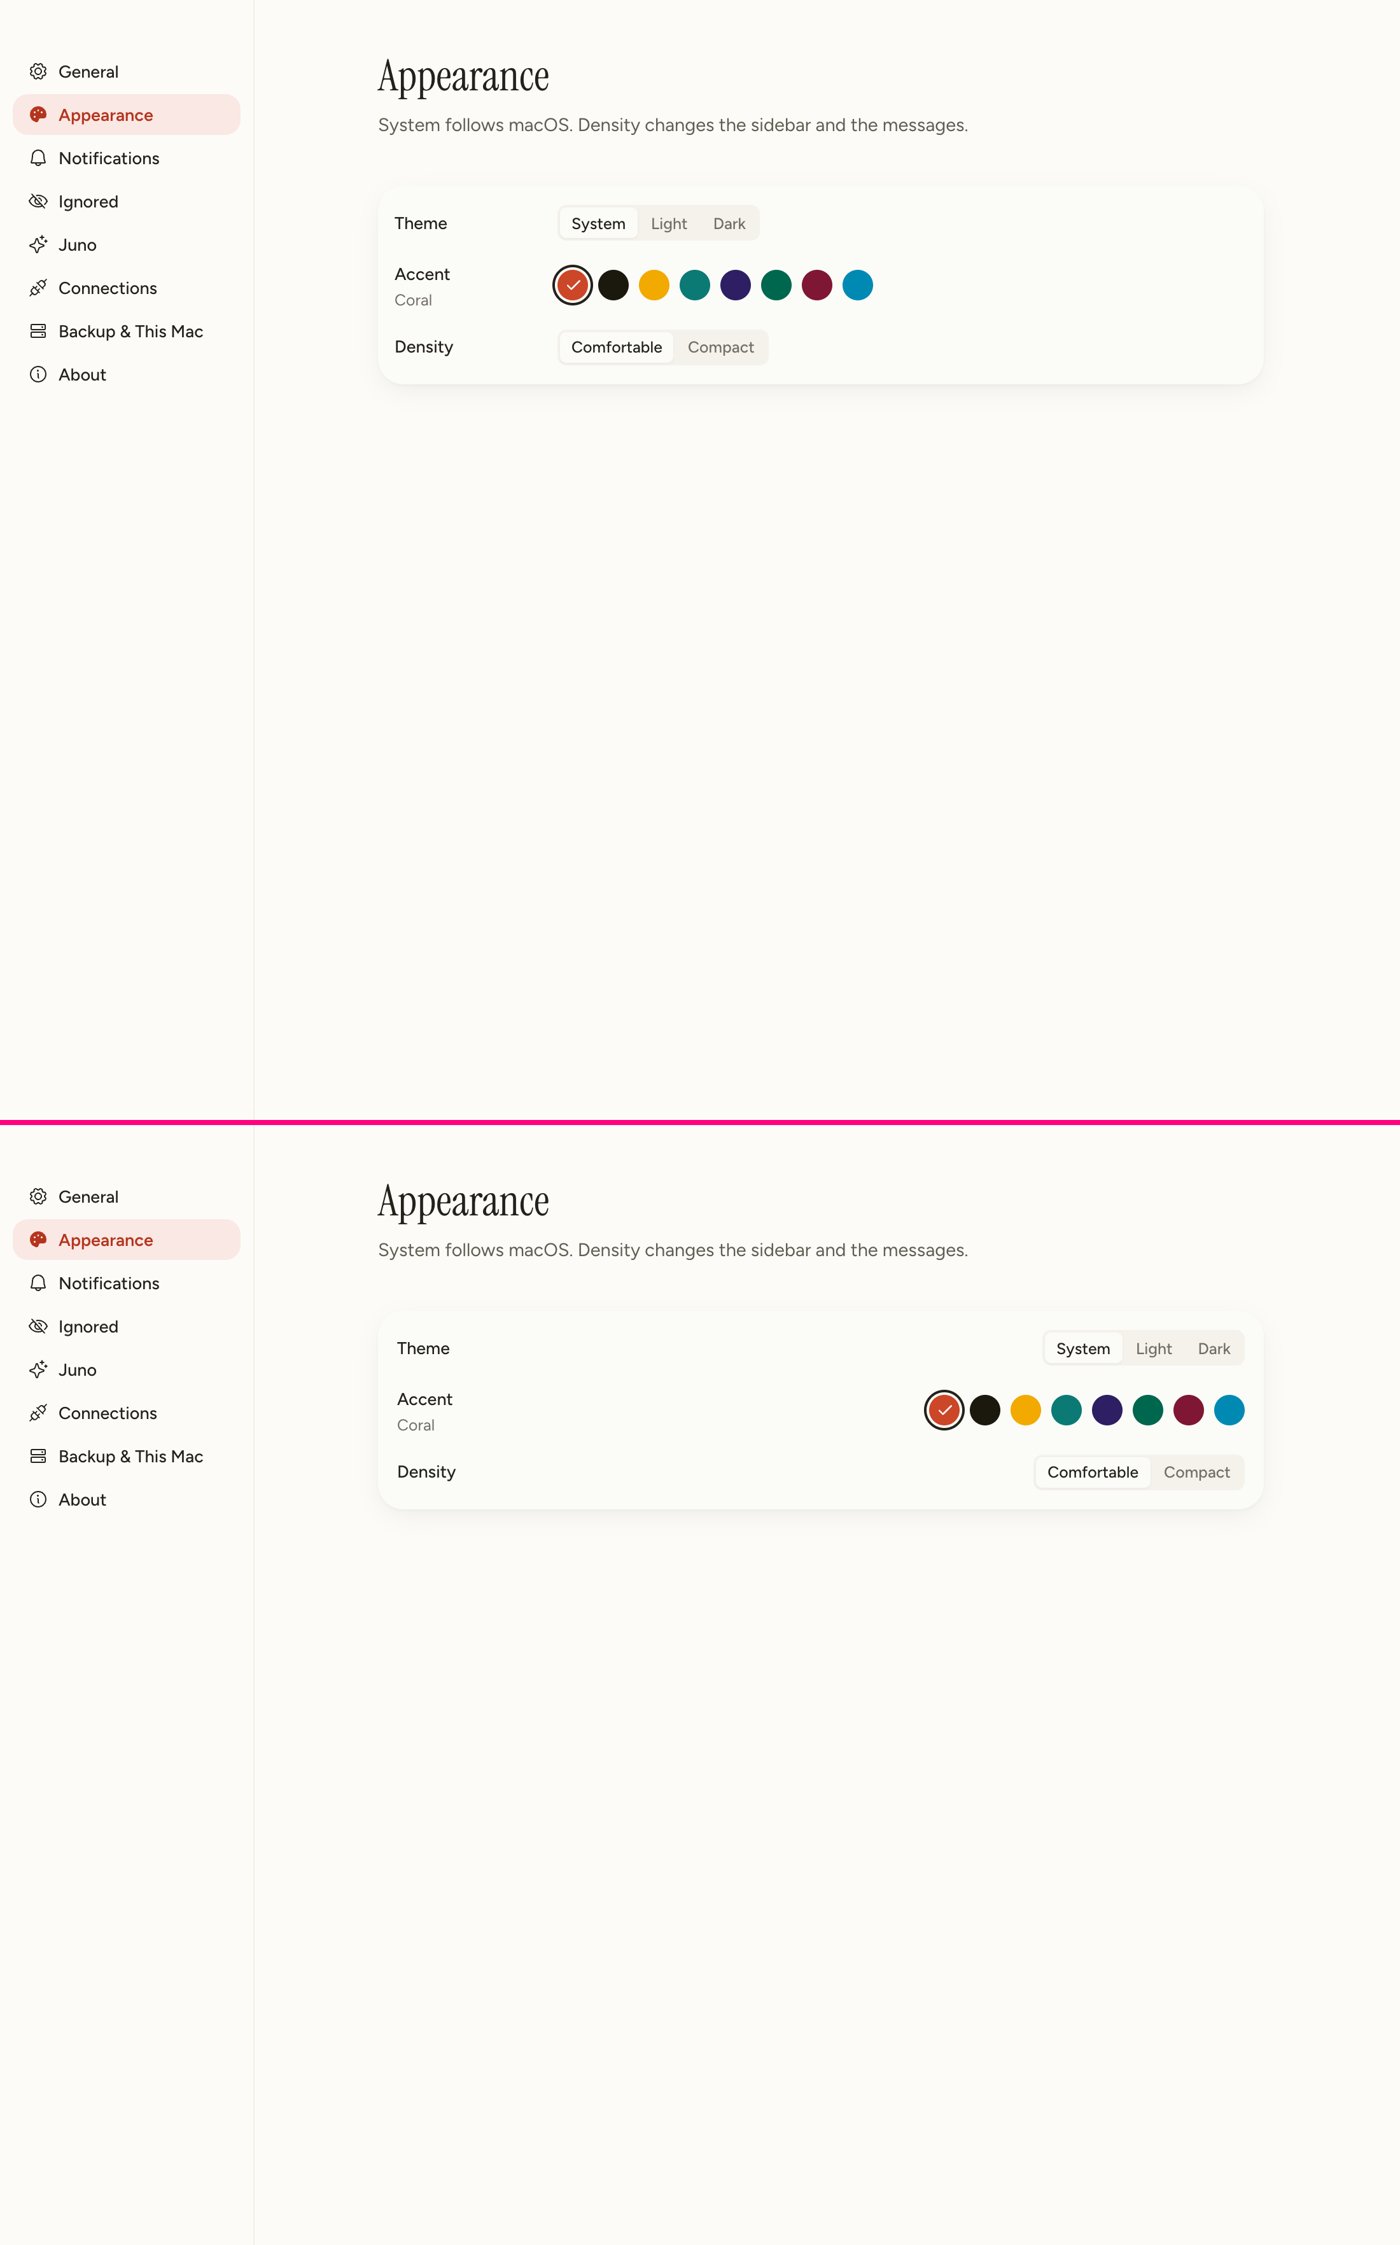 General
Appearance
Notifications
Ignored
Juno
Connections
Backup & This Mac
About
Appearance
System follows macOS. Density changes the sidebar and the messages.
Theme System Light Dark
Accent
Coral
Density Comfortable Compact
General
Appearance
Notifications
Ignored
Juno
Connections
Backup & This Mac
About
Appearance
System follows macOS. Density changes the sidebar and the messages.
Theme System Light Dark
Accent
Coral
Density Comfortable Compact